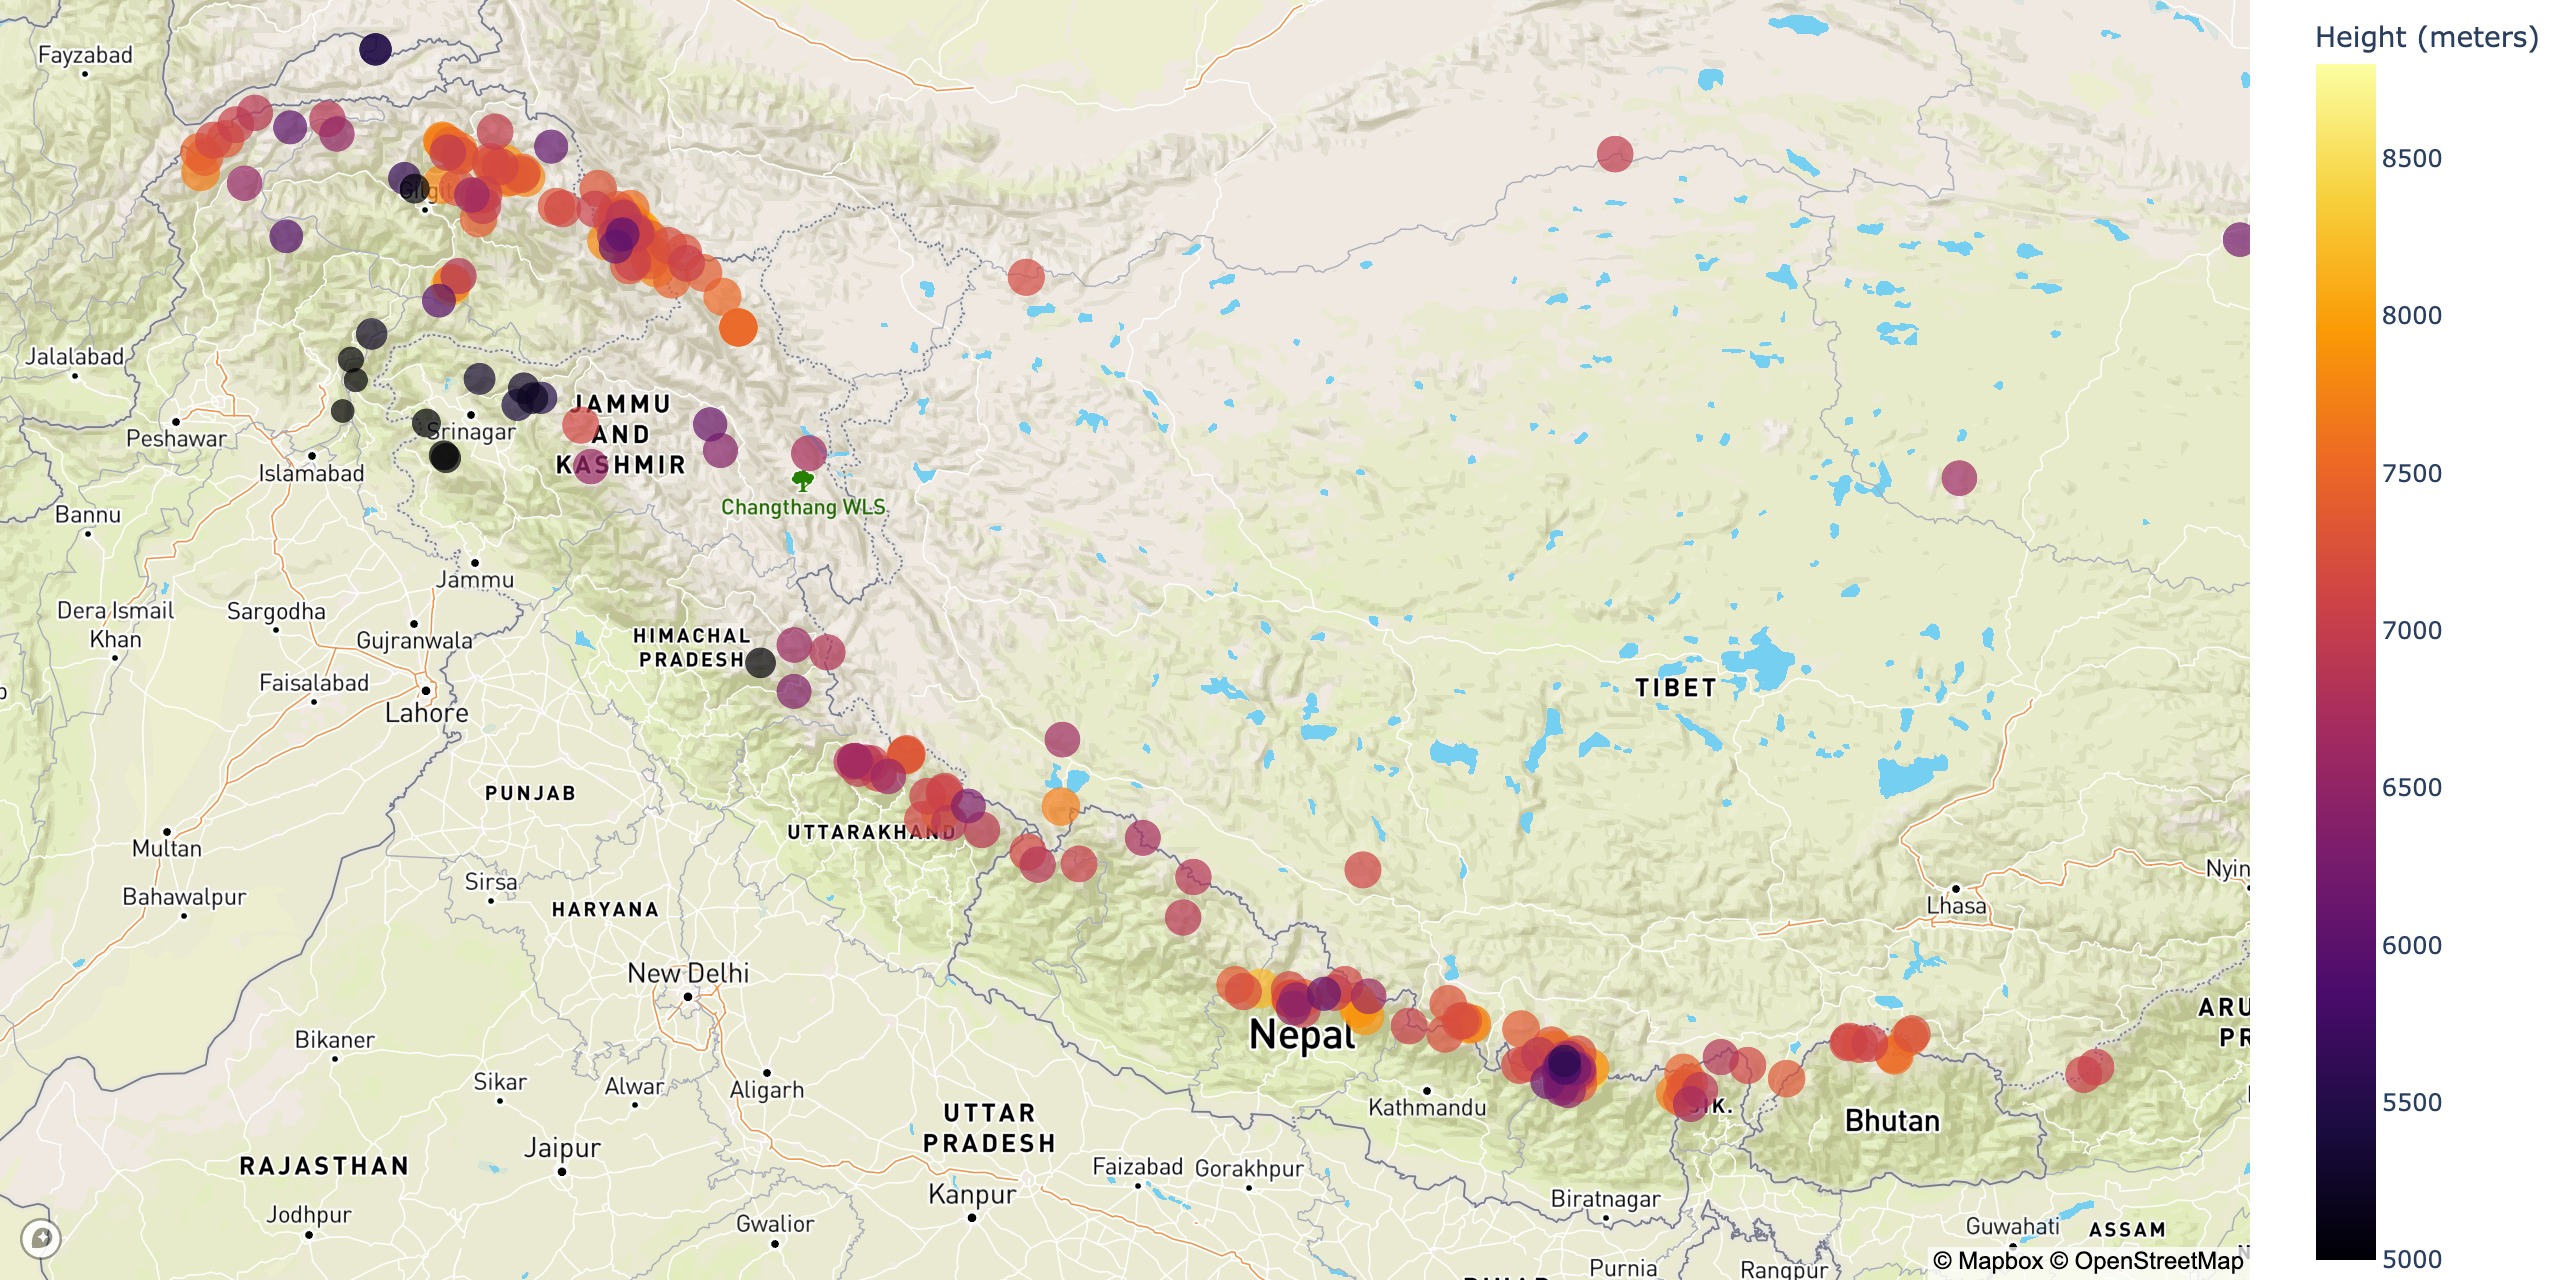 Height (meters)
Fayzabad
8500
Gilgit
8000
Jalalabad
JAMMU
AND
KASHMIR
Srinagar
Peshawar
Islamabad
7500
Changthang WLS
Bannu
Jammu
Dera Ismail
Khan
Sargodha
Gujranwala
HIMACHAL
PRADESH
7000
Faisalabad
Lahore
TIBET
PUNJAB
6500
UTTARAKHAND
Multan
Bahawalpur
Sirsa
HARYANA
Nyin
Lhasa
6000
New Delhi
ARU
PR
Nepal
Bikaner
Sikar
Alwar
Aligarh
Kathmandu
SIK.
Bhutan
5500
UTTAR
PRADESH
Jaipur
RAJASTHAN
Faizabad
Gorakhpur
Kanpur
Biratnagar
Jodhpur
Gwalior
Guwahati
ASSAM
Purnia
Rangpur
BIHAR
© Mapbox © OpenStreetMap
5000